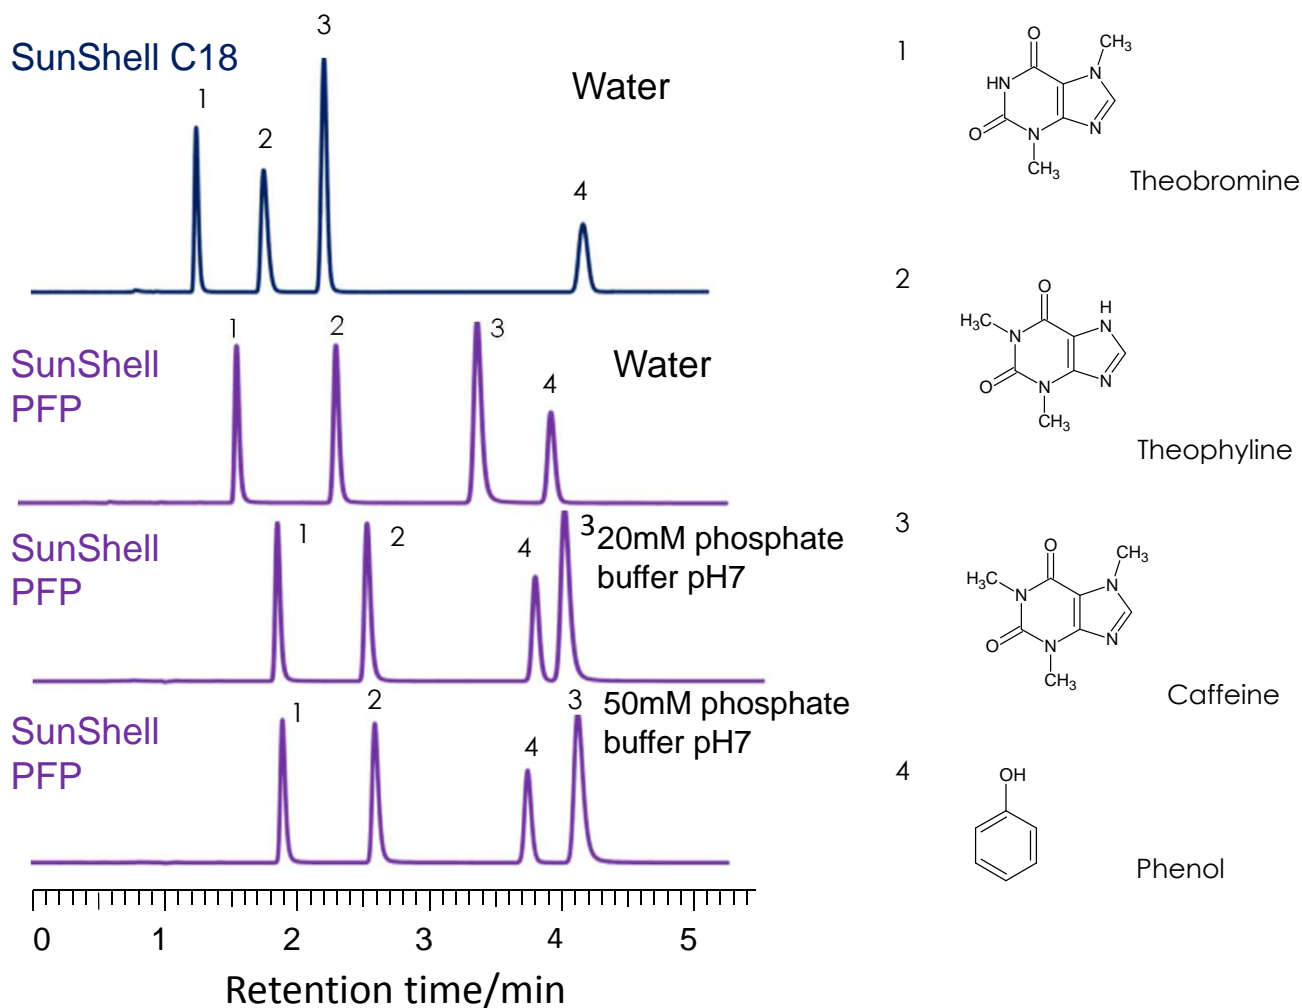 SunShell C18
Water
1
2
3
4
SunShell
PFP
Water
1
2
3
4
SunShell
PFP
20mM phosphate
buffer pH7
1
2
4
3
SunShell
PFP
50mM phosphate
buffer pH7
1
2
4
3
0 1 2 3 4 5
Retention time/min
1
O
CH₃
HN
N
O
N
N
CH₃
Theobromine
2
O
H
H₃C
N
N
O
N
N
CH₃
Theophyline
3
O
CH₃
H₃C
N
N
O
N
N
CH₃
Caffeine
4
OH
Phenol